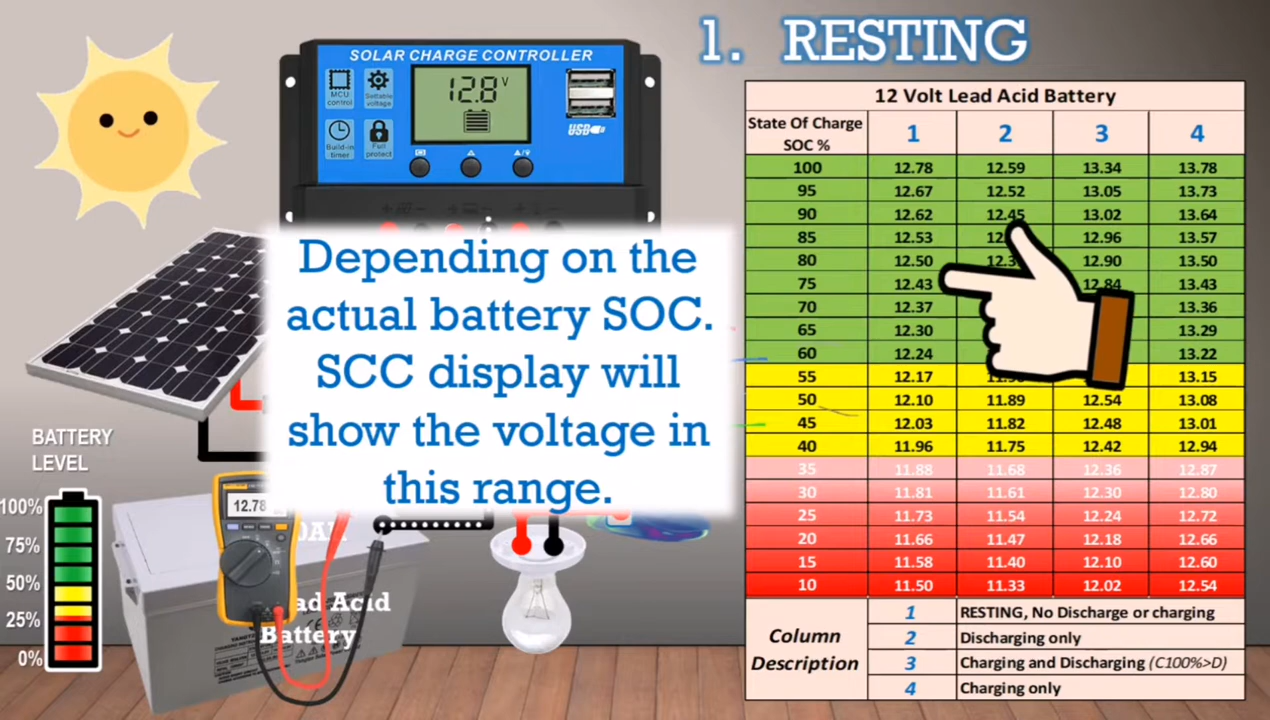 1. RESTING
SOLAR CHARGE CONTROLLER
MCU control
Settable voltage
Build-in timer
Full protect
12.8 V
USB
Depending on the
actual battery SOC.
SCC display will
show the voltage in
this range.
BATTERY
LEVEL
100%
75%
50%
25%
0%
12.78
ad Acid
Battery
12 Volt Lead Acid Battery
State Of Charge SOC % 1 2 3 4
100 12.78 12.59 13.34 13.78
95 12.67 12.52 13.05 13.73
90 12.62 12.45 13.02 13.64
85 12.53 12.96 13.57
80 12.50 12.90 13.50
75 12.43 12.84 13.43
70 12.37 13.36
65 12.30 13.29
60 12.24 13.22
55 12.17 13.15
50 12.10 11.89 12.54 13.08
45 12.03 11.82 12.48 13.01
40 11.96 11.75 12.42 12.94
35 11.88 11.68 12.36 12.87
30 11.81 11.61 12.30 12.80
25 11.73 11.54 12.24 12.72
20 11.66 11.47 12.18 12.66
15 11.58 11.40 12.10 12.60
10 11.50 11.33 12.02 12.54
Column Description
1 RESTING, No Discharge or charging
2 Discharging only
3 Charging and Discharging (C100%>D)
4 Charging only